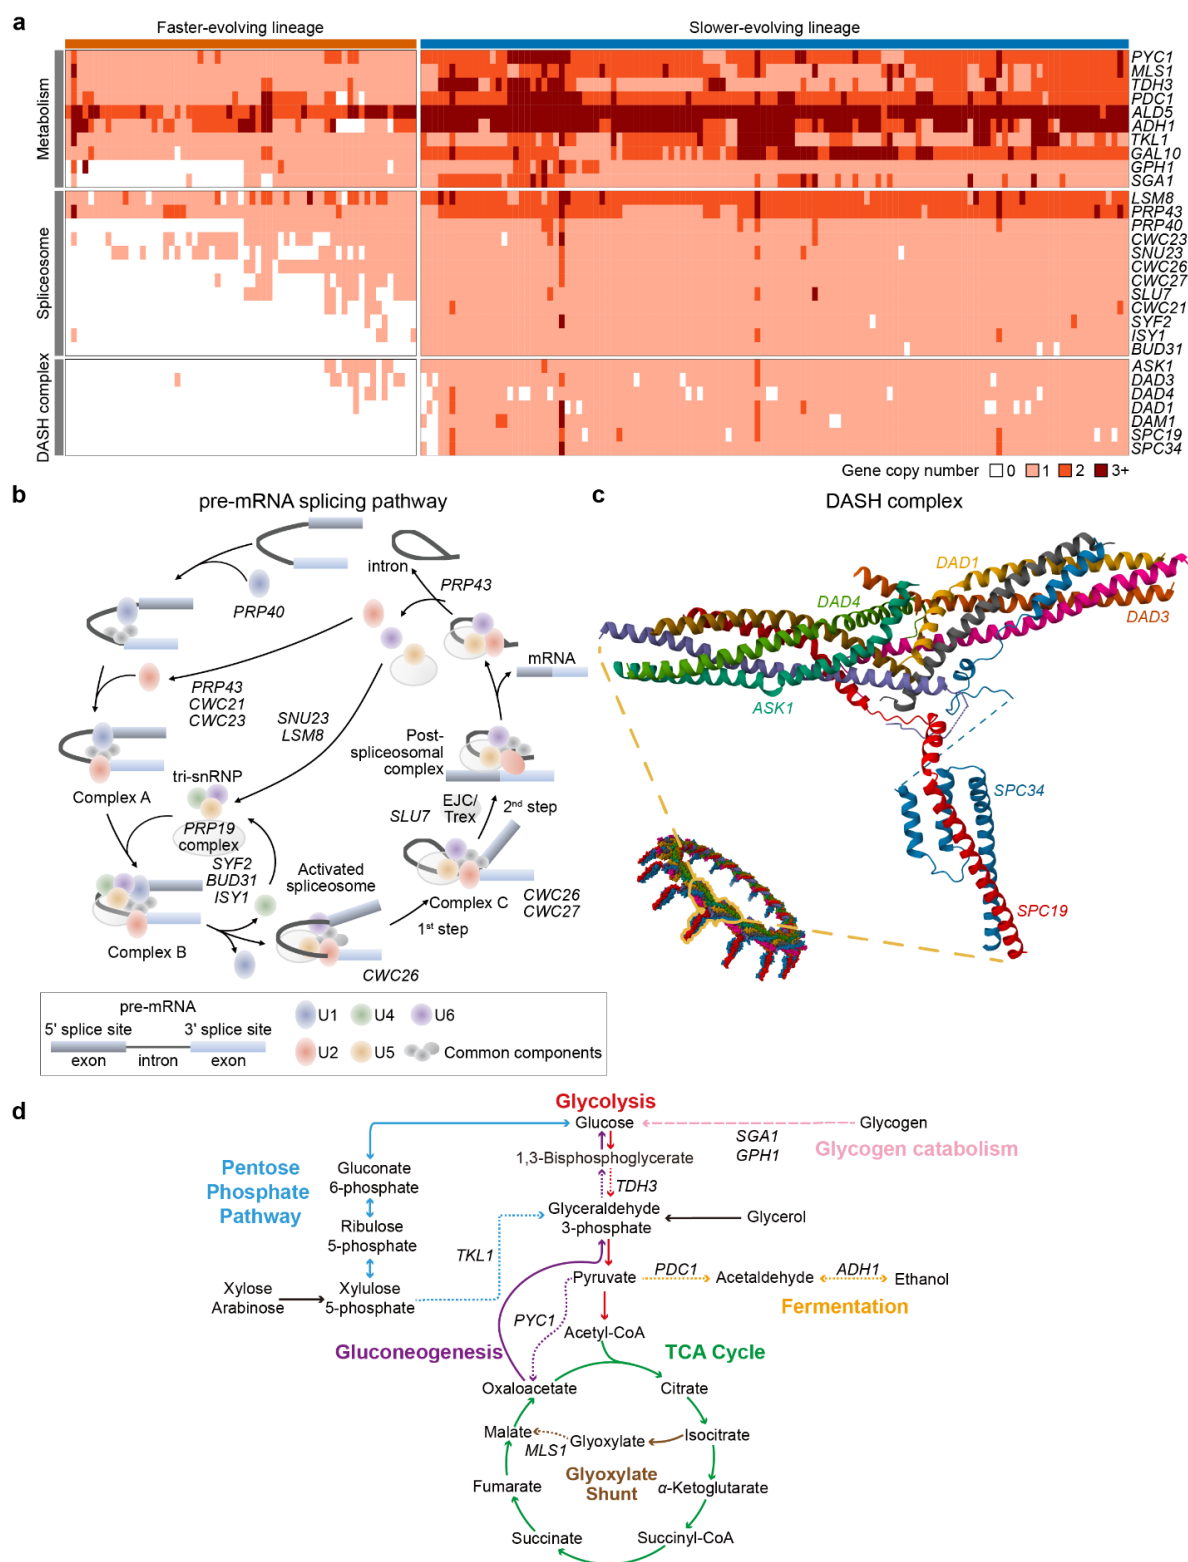 a
Faster-evolving lineage
Slower-evolving lineage
Metabolism
PYC1
MLS1
TDH3
PDC1
ALD5
ADH1
TKL1
GAL10
GPH1
SGA1
Spliceosome
LSM8
PRP43
PRP40
CWC23
SNU23
CWC26
CWC27
SLU7
CWC21
SYF2
ISY1
BUD31
DASH complex
ASK1
DAD3
DAD4
DAD1
DAM1
SPC19
SPC34
Gene copy number 0 1 2 3+
b
pre-mRNA splicing pathway
intron
PRP43
PRP40
mRNA
PRP43
CWC21
CWC23
SNU23
LSM8
Post-
spliceosomal
complex
tri-snRNP
Complex A
PRP19
complex
SYF2
BUD31
ISY1
SLU7
EJC/
Trex
2nd step
Activated
spliceosome
Complex C
CWC26
CWC27
1st step
Complex B
CWC26
pre-mRNA
5' splice site
3' splice site
exon
intron
exon
U1
U4
U6
U2
U5
Common components
c
DASH complex
DAD1
DAD4
DAD3
ASK1
SPC34
SPC19
d
Glycolysis
Glucose
Glycogen
SGA1
GPH1
Glycogen catabolism
1,3-Bisphosphoglycerate
Pentose
Phosphate
Pathway
Gluconate
6-phosphate
TDH3
Glyceraldehyde
3-phosphate
Glycerol
Ribulose
5-phosphate
TKL1
Xylose
Arabinose
Xylulose
5-phosphate
Pyruvate
PDC1
Acetaldehyde
ADH1
Ethanol
Fermentation
PYC1
Acetyl-CoA
Gluconeogenesis
TCA Cycle
Oxaloacetate
Citrate
Malate
MLS1
Glyoxylate
Isocitrate
Glyoxylate
Shunt
Fumarate
α-Ketoglutarate
Succinate
Succinyl-CoA